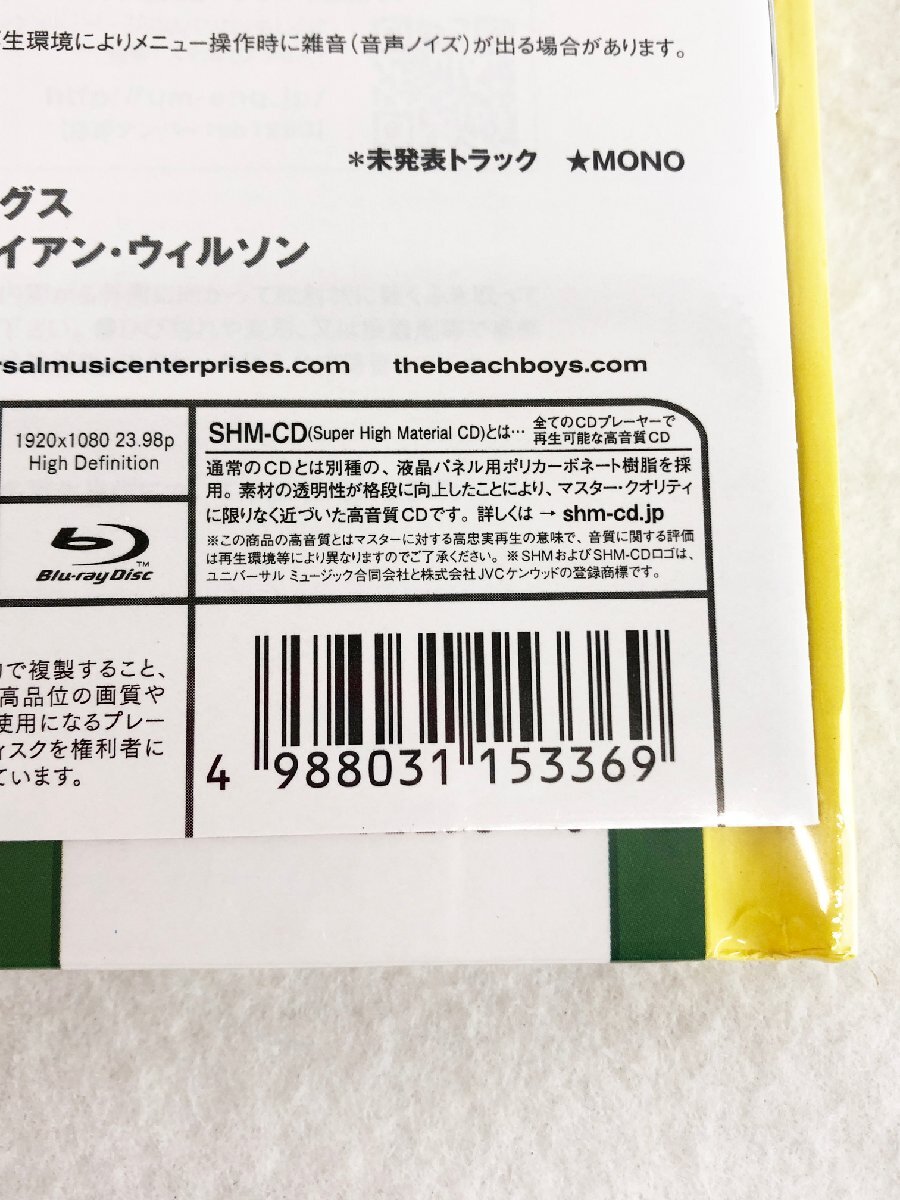 生環境によりメニュー操作時に雑音（音声ノイズ）が出る場合があります。
＊未発表トラック　★MONO
グス
イアン・ウィルソン
rsalmusicenterprises.com　thebeachboys.com
1920x1080 23.98p
High Definition
Blu-ray Disc TM
SHM-CD(Super High Material CD)とは… 全てのCDプレーヤーで
再生可能な高音質CD
通常のCDとは別種の、液晶パネル用ポリカーボネート樹脂を採
用。素材の透明性が格段に向上したことにより、マスター・クオリティ
に限りなく近づいた高音質CDです。詳しくは → shm-cd.jp
※この商品の高音質とはマスターに対する高忠実再生の意味で、音質に関する評価
は再生環境等により異なりますのでご了承ください。※SHMおよびSHM-CDロゴは、
ユニバーサル ミュージック合同会社と株式会社JVCケンウッドの登録商標です。
で複製すること、
高品位の画質や
使用になるプレー
ィスクを権利者に
ています。
4 988031 153369